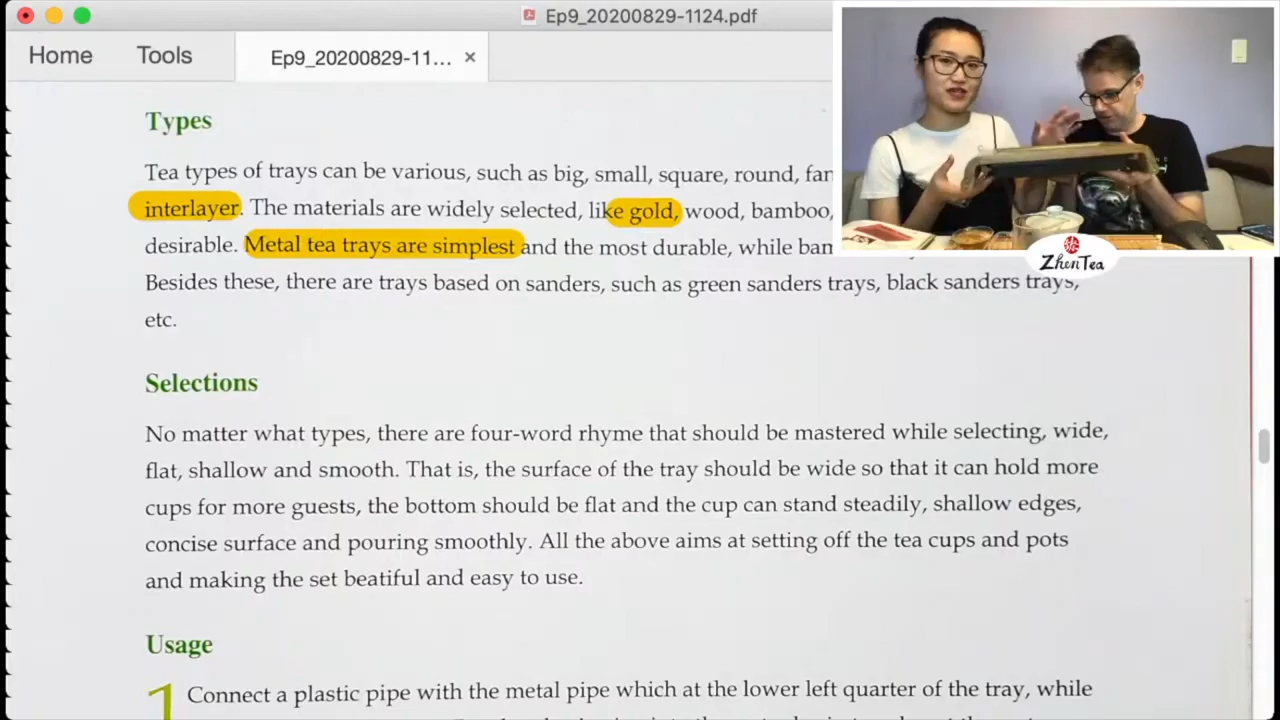 Ep9_20200829-1124.pdf
Home
Tools
Ep9_20200829-11... ×
Types
Tea types of trays can be various, such as big, small, square, round, fan
interlayer. The materials are widely selected, like gold, wood, bamboo,
desirable. Metal tea trays are simplest and the most durable, while bam
Besides these, there are trays based on sanders, such as green sanders trays, black sanders trays,
etc.
Selections
No matter what types, there are four-word rhyme that should be mastered while selecting, wide,
flat, shallow and smooth. That is, the surface of the tray should be wide so that it can hold more
cups for more guests, the bottom should be flat and the cup can stand steadily, shallow edges,
concise surface and pouring smoothly. All the above aims at setting off the tea cups and pots
and making the set beatiful and easy to use.
Usage
1 Connect a plastic pipe with the metal pipe which at the lower left quarter of the tray, while
ZhenTea